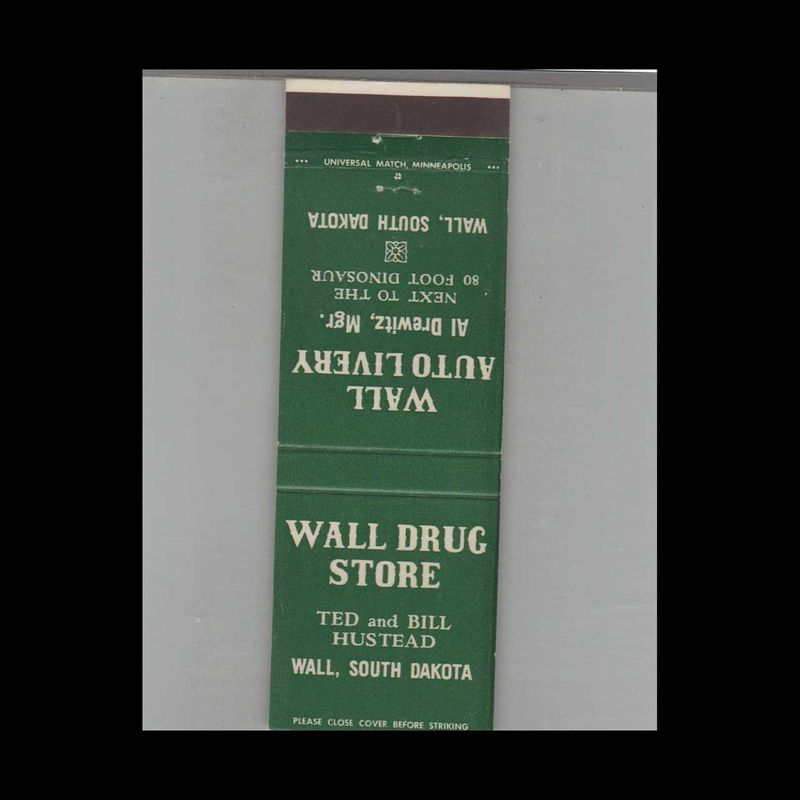 ••• UNIVERSAL MATCH, MINNEAPOLIS •••
WALL
AUTO LIVERY
Al Drewitz, Mgr.
NEXT TO THE
80 FOOT DINOSAUR
WALL, SOUTH DAKOTA
WALL DRUG
STORE
TED and BILL
HUSTEAD
WALL, SOUTH DAKOTA
PLEASE CLOSE COVER BEFORE STRIKING